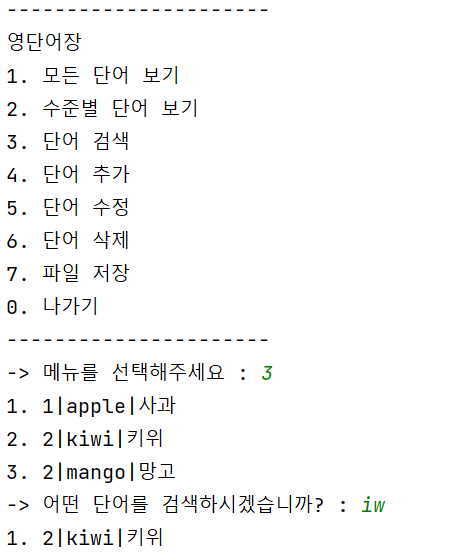 ----------------------
영단어장
1. 모든 단어 보기
2. 수준별 단어 보기
3. 단어 검색
4. 단어 추가
5. 단어 수정
6. 단어 삭제
7. 파일 저장
0. 나가기
----------------------
-> 메뉴를 선택해주세요 : 3
1. 1|apple|사과
2. 2|kiwi|키위
3. 2|mango|망고
-> 어떤 단어를 검색하시겠습니까? : iw
1. 2|kiwi|키위